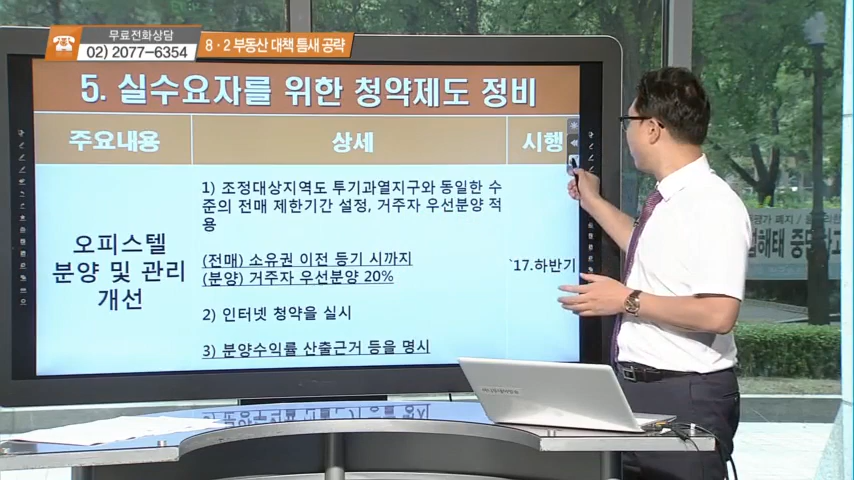 무료전화상담
02) 2077-6354
8·2 부동산 대책 틈새 공략
5. 실수요자를 위한 청약제도 정비
주요내용
상세
시행
오피스텔
분양 및 관리
개선
1) 조정대상지역도 투기과열지구와 동일한 수
준의 전매 제한기간 설정, 거주자 우선분양 적
용
(전매) 소유권 이전 등기 시까지
(분양) 거주자 우선분양 20%
2) 인터넷 청약을 실시
3) 분양수익률 산출근거 등을 명시
`17.하반기